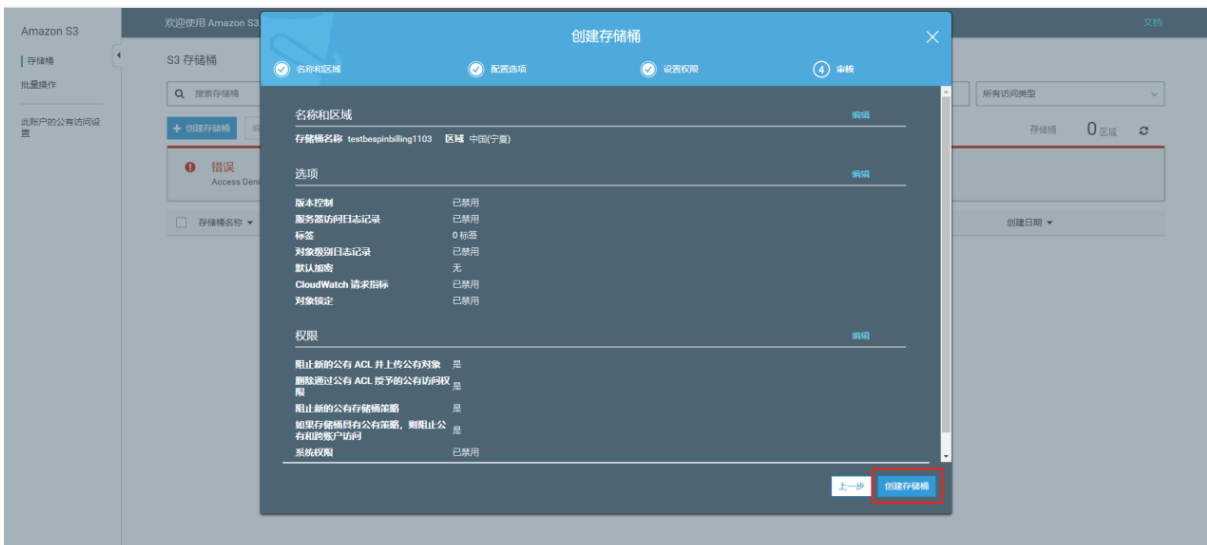 Amazon S3
存储桶
批量操作
此账户的公有访问设
置
欢迎使用 Amazon S3
文档
S3 存储桶
搜索存储桶
所有访问类型
创建存储桶
存储桶
0 区域
错误
Access Deni
存储桶名称
创建日期
创建存储桶
名称和区域
配置选项
设置权限
4 审核
名称和区域 编辑
存储桶名称 testbespinbilling1103 区域 中国(宁夏)
选项 编辑
版本控制 已禁用
服务器访问日志记录 已禁用
标签 0 标签
对象级别日志记录 已禁用
默认加密 无
CloudWatch 请求指标 已禁用
对象锁定 已禁用
权限 编辑
阻止新的公有 ACL 并上传公有对象 是
删除通过公有 ACL 授予的公有访问权
限 是
阻止新的公有存储桶策略 是
如果存储桶具有公有策略，则阻止公
有和跨账户访问 是
系统权限 已禁用
上一步 创建存储桶